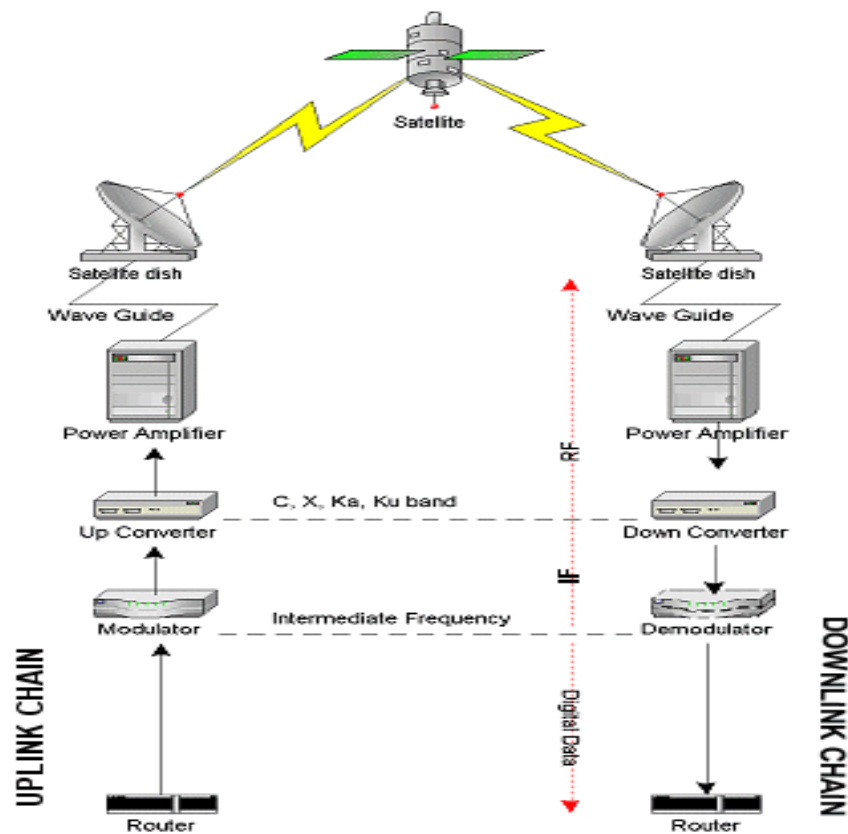 Satellite
Satellite dish
Satellite dish
Wave Guide
Wave Guide
Power Amplifier
Power Amplifier
RF
C, X, Ka, Ku band
Up Converter
Down Converter
IF
Intermediate Frequency
Modulator
Demodulator
UPLINK CHAIN
DOWNLINK CHAIN
Digital Data
Router
Router